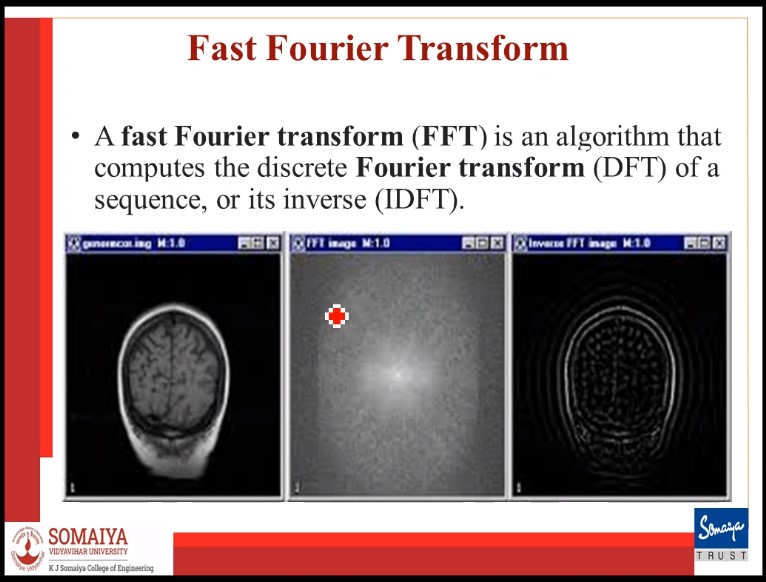 Fast Fourier Transform
• A fast Fourier transform (FFT) is an algorithm that
computes the discrete Fourier transform (DFT) of a
sequence, or its inverse (IDFT).
M:1.0
FFT image M:1.0
Inverse FFT image M:1.0
1
1
1
SOMAIYA
VIDYAVIHAR UNIVERSITY
K J Somaiya College of Engineering
Somaiya
TRUST